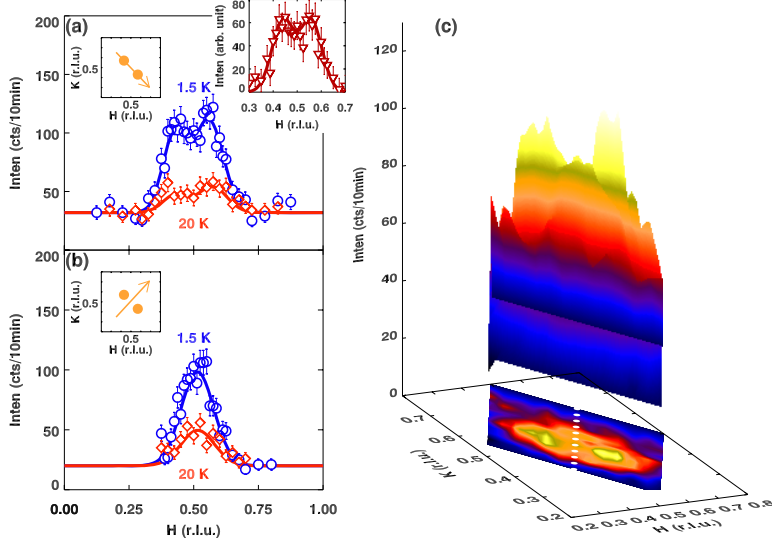 (a)
200
150
100
50
0
Inten (cts/10min)
K (r.l.u.)
0.5
0.5
H (r.l.u.)
1.5 K
20 K
80
60
40
20
0
Inten (arb. unit)
0.3 0.4 0.5 0.6 0.7
H (r.l.u.)
(b)
200
150
100
50
0
Inten (cts/10min)
K (r.l.u.)
0.5
0.5
H (r.l.u.)
1.5 K
20 K
0.00 0.25 0.50 0.75 1.00
H (r.l.u.)
(c)
120
100
80
60
40
20
0
Inten (cts/10min)
0.7
0.6
0.5
0.4
0.3
0.2
K (r.l.u.)
0.2 0.3 0.4 0.5 0.6 0.7 0.8
H (r.l.u.)